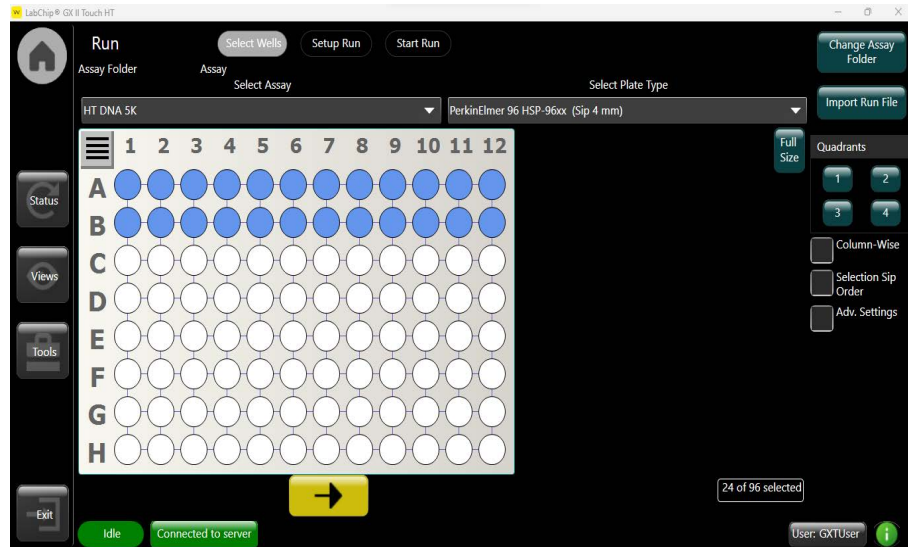 LabChip® GX II Touch HT
Run
Select Wells
Setup Run
Start Run
Change Assay
Folder
Assay Folder
Assay
Select Assay
Select Plate Type
HT DNA 5K
PerkinElmer 96 HSP-96xx (Sip 4 mm)
Import Run File
1 2 3 4 5 6 7 8 9 10 11 12
Full
Size
Quadrants
A
1 2
B
3 4
C
Column-Wise
Status
Views
Selection Sip
Order
D
Adv. Settings
E
Tools
F
G
H
24 of 96 selected
Exit
Idle
Connected to server
User: GXTUser
i